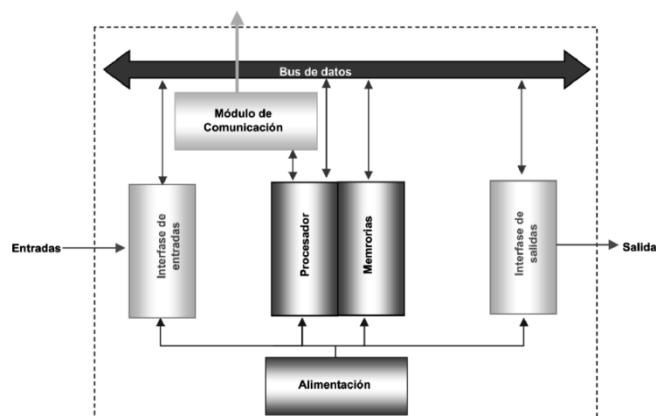 Bus de datos
Módulo de
Comunicación
Entradas
Interfase de
entradas
Procesador
Memrorias
Interfase de
salidas
Salida
Alimentación